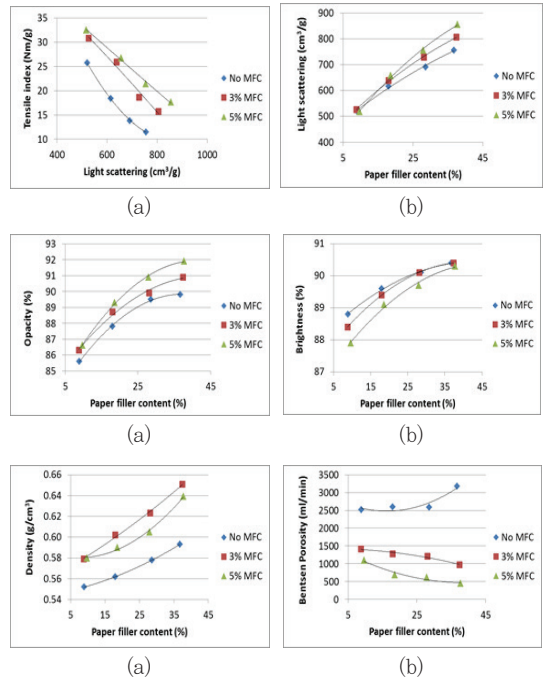 Tensile index (Nm/g)
35
30
25
20
15
10
400 600 800 1000
Light scattering (cm³/g)
No MFC
3% MFC
5% MFC
(a)
Light scattering (cm³/g)
900
800
700
600
500
400
5 25 45
Paper filler content (%)
No MFC
3% MFC
5% MFC
(b)
Opacity (%)
93
92
91
90
89
88
87
86
85
5 25 45
Paper filler content (%)
No MFC
3% MFC
5% MFC
(a)
Brightness (%)
91
90
89
88
87
5 15 25 35 45
Paper filler content (%)
No MFC
3% MFC
5% MFC
(b)
Density (g/cm³)
0.66
0.64
0.62
0.60
0.58
0.56
0.54
5 15 25 35 45
Paper filler content (%)
No MFC
3% MFC
5% MFC
(a)
Bentsen Porosity (ml/min)
3500
3000
2500
2000
1500
1000
500
0
5 25 45
Paper filler content (%)
No MFC
3% MFC
5% MFC
(b)